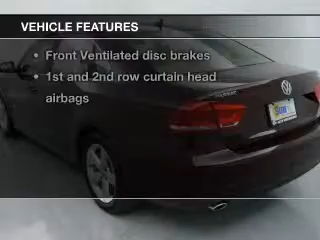 VEHICLE FEATURES
• Front Ventilated disc brakes
• 1st and 2nd row curtain head
airbags